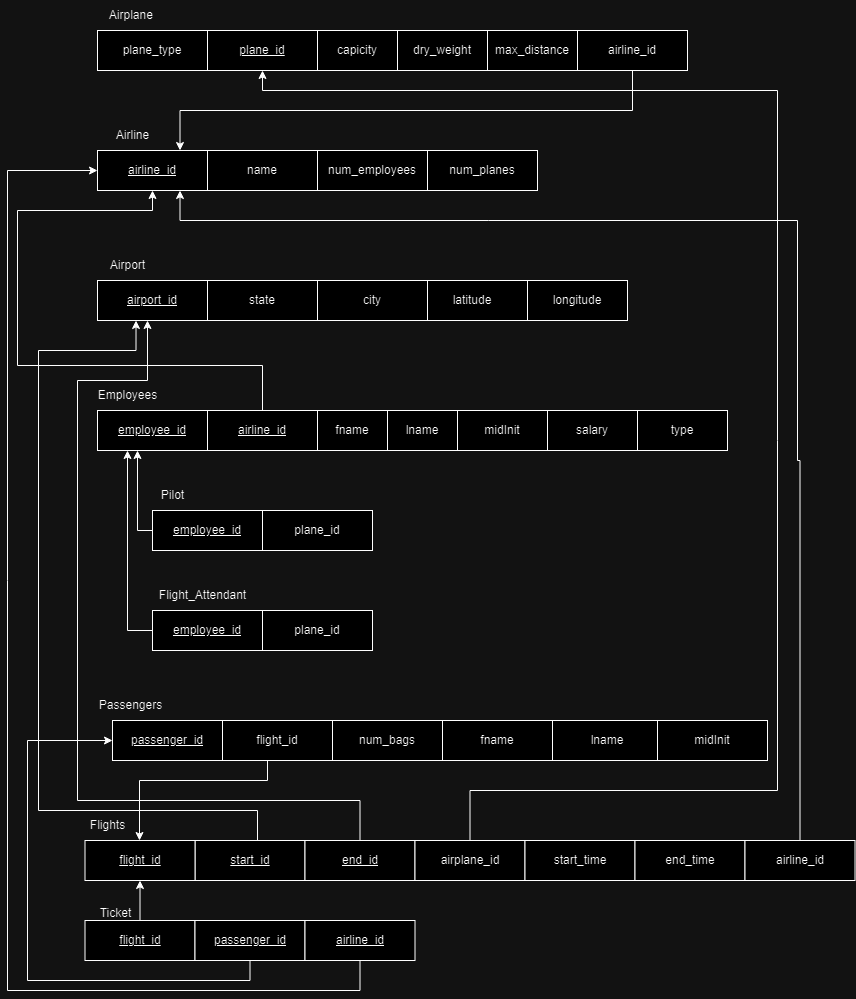 Airplane
plane_type plane_id capicity dry_weight max_distance airline_id
Airline
airline_id name num_employees num_planes
Airport
airport_id state city latitude longitude
Employees
employee_id airline_id fname lname midInit salary type
Pilot
employee_id plane_id
Flight_Attendant
employee_id plane_id
Passengers
passenger_id flight_id num_bags fname lname midInit
Flights
flight_id start_id end_id airplane_id start_time end_time airline_id
Ticket
flight_id passenger_id airline_id